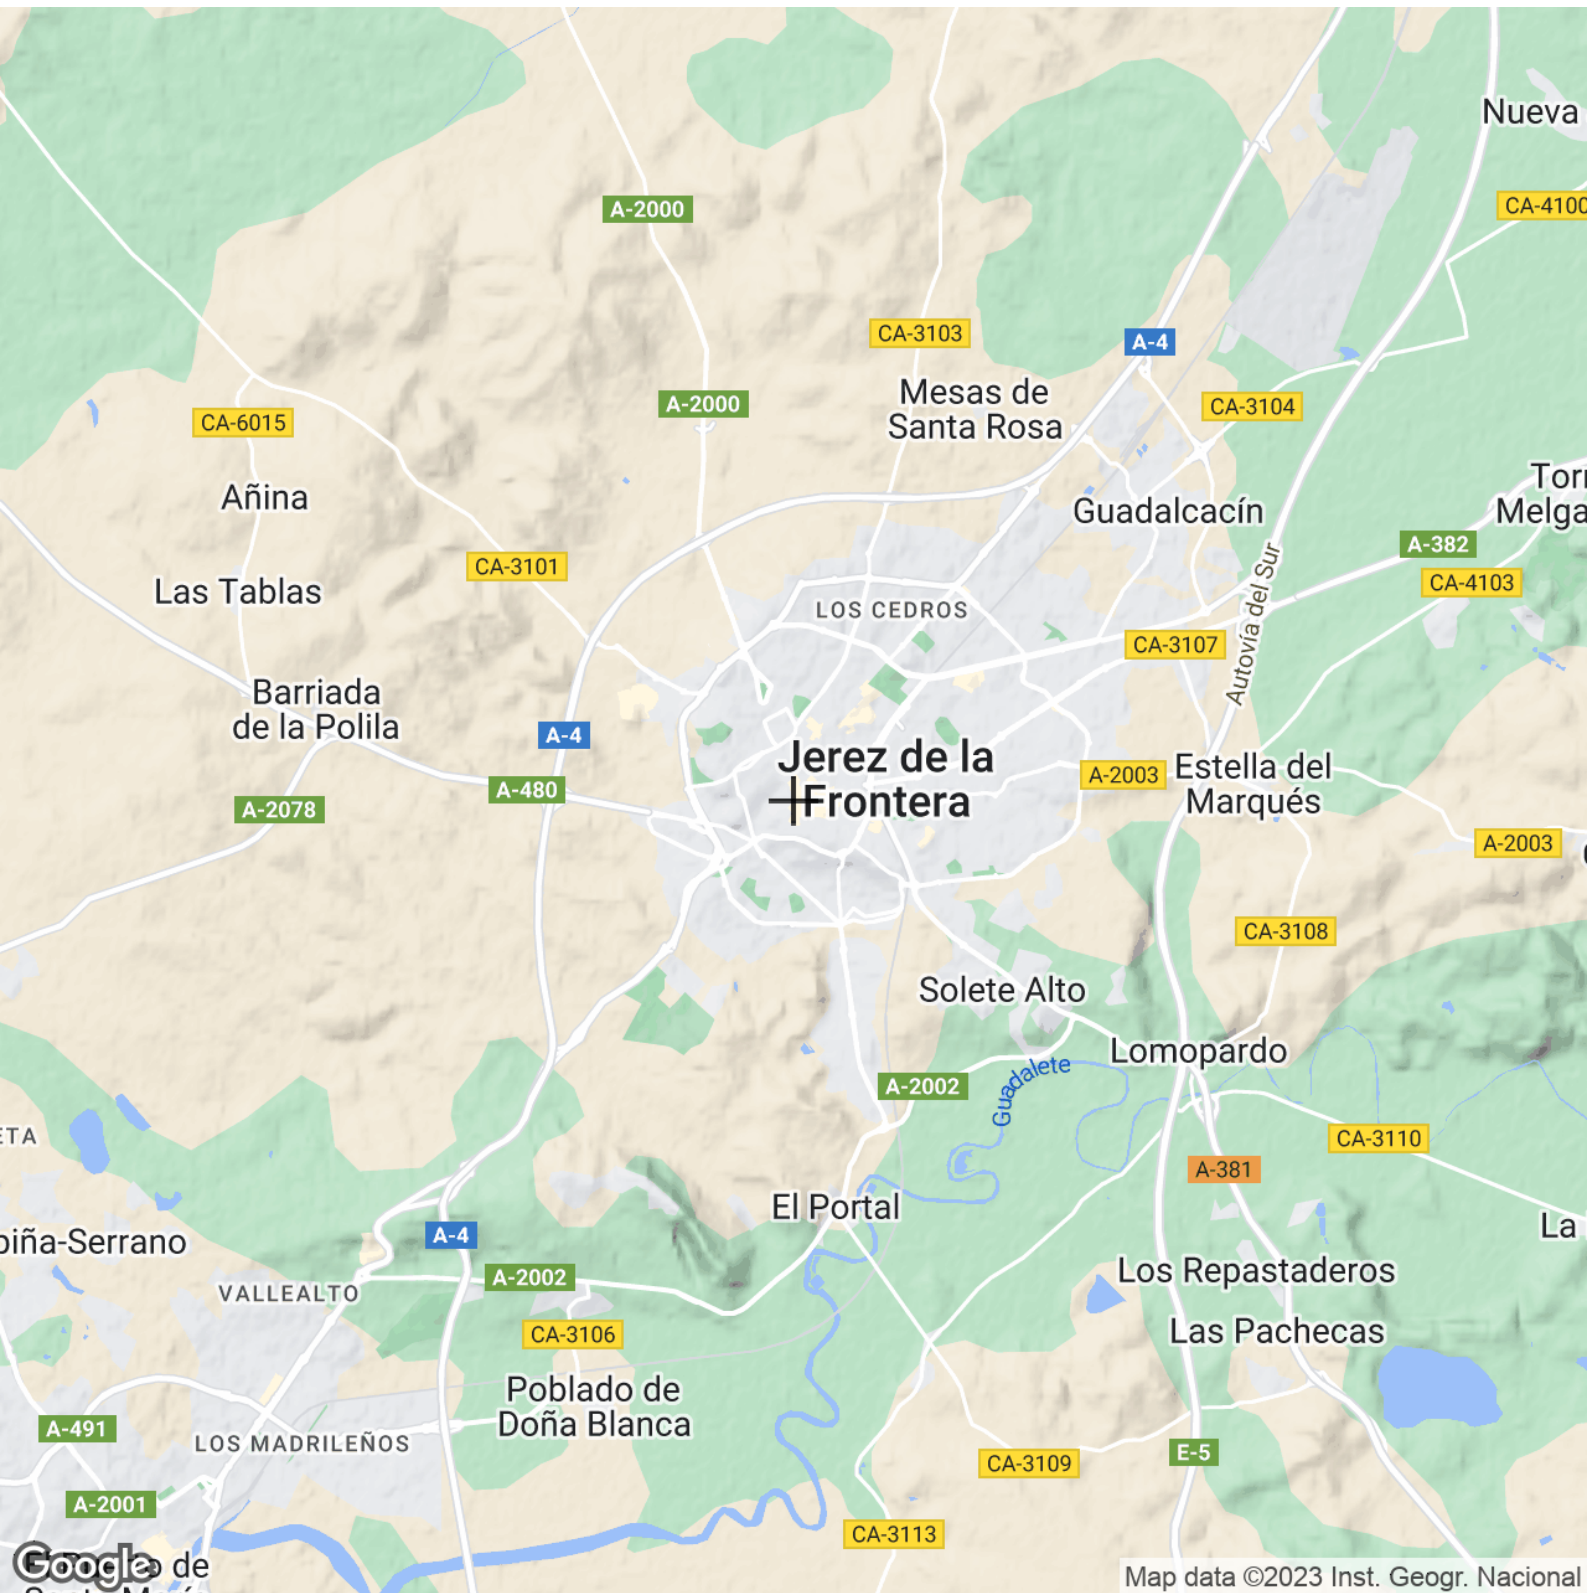 Nueva
A-2000
CA-4100
CA-3103
A-4
Mesas de
Santa Rosa
A-2000
CA-3104
CA-6015
Añina
Guadalcacín
Melga
A-382
CA-3101
CA-4103
Las Tablas
LOS CEDROS
CA-3107
Autovía del Sur
Barriada
de la Polila
A-4
Jerez de la
Frontera
A-480
A-2003
Estella del
Marqués
A-2078
A-2003
CA-3108
Solete Alto
Lomopardo
A-2002
Guadalete
ETA
CA-3110
A-381
El Portal
La
piña-Serrano
A-4
A-2002
VALLEALTO
Los Repastaderos
CA-3106
Las Pachecas
Poblado de
Doña Blanca
A-491
LOS MADRILEÑOS
E-5
CA-3109
A-2001
CA-3113
Google
de
Map data ©2023 Inst. Geogr. Nacional